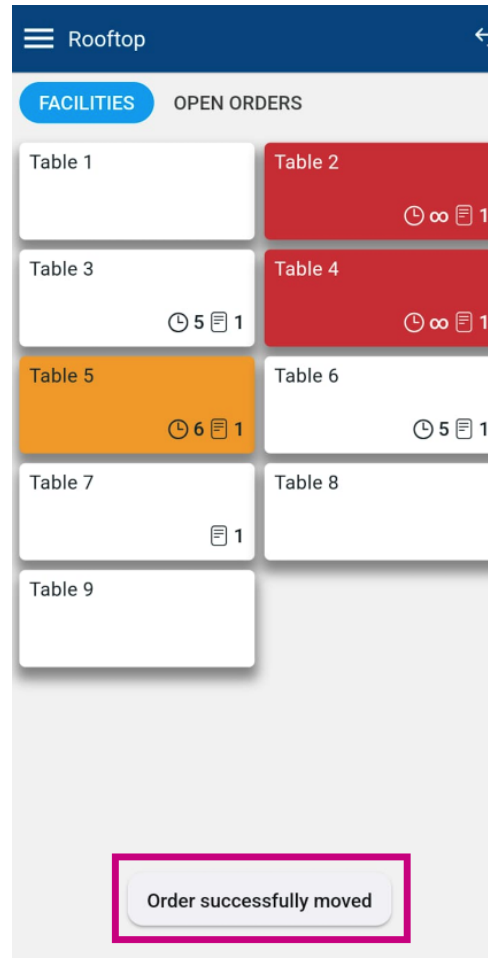 Rooftop
FACILITIES OPEN ORDERS
Table 1
Table 2
∞ 1
Table 3
5 1
Table 4
∞ 1
Table 5
6 1
Table 6
5 1
Table 7
1
Table 8
Table 9
Order successfully moved